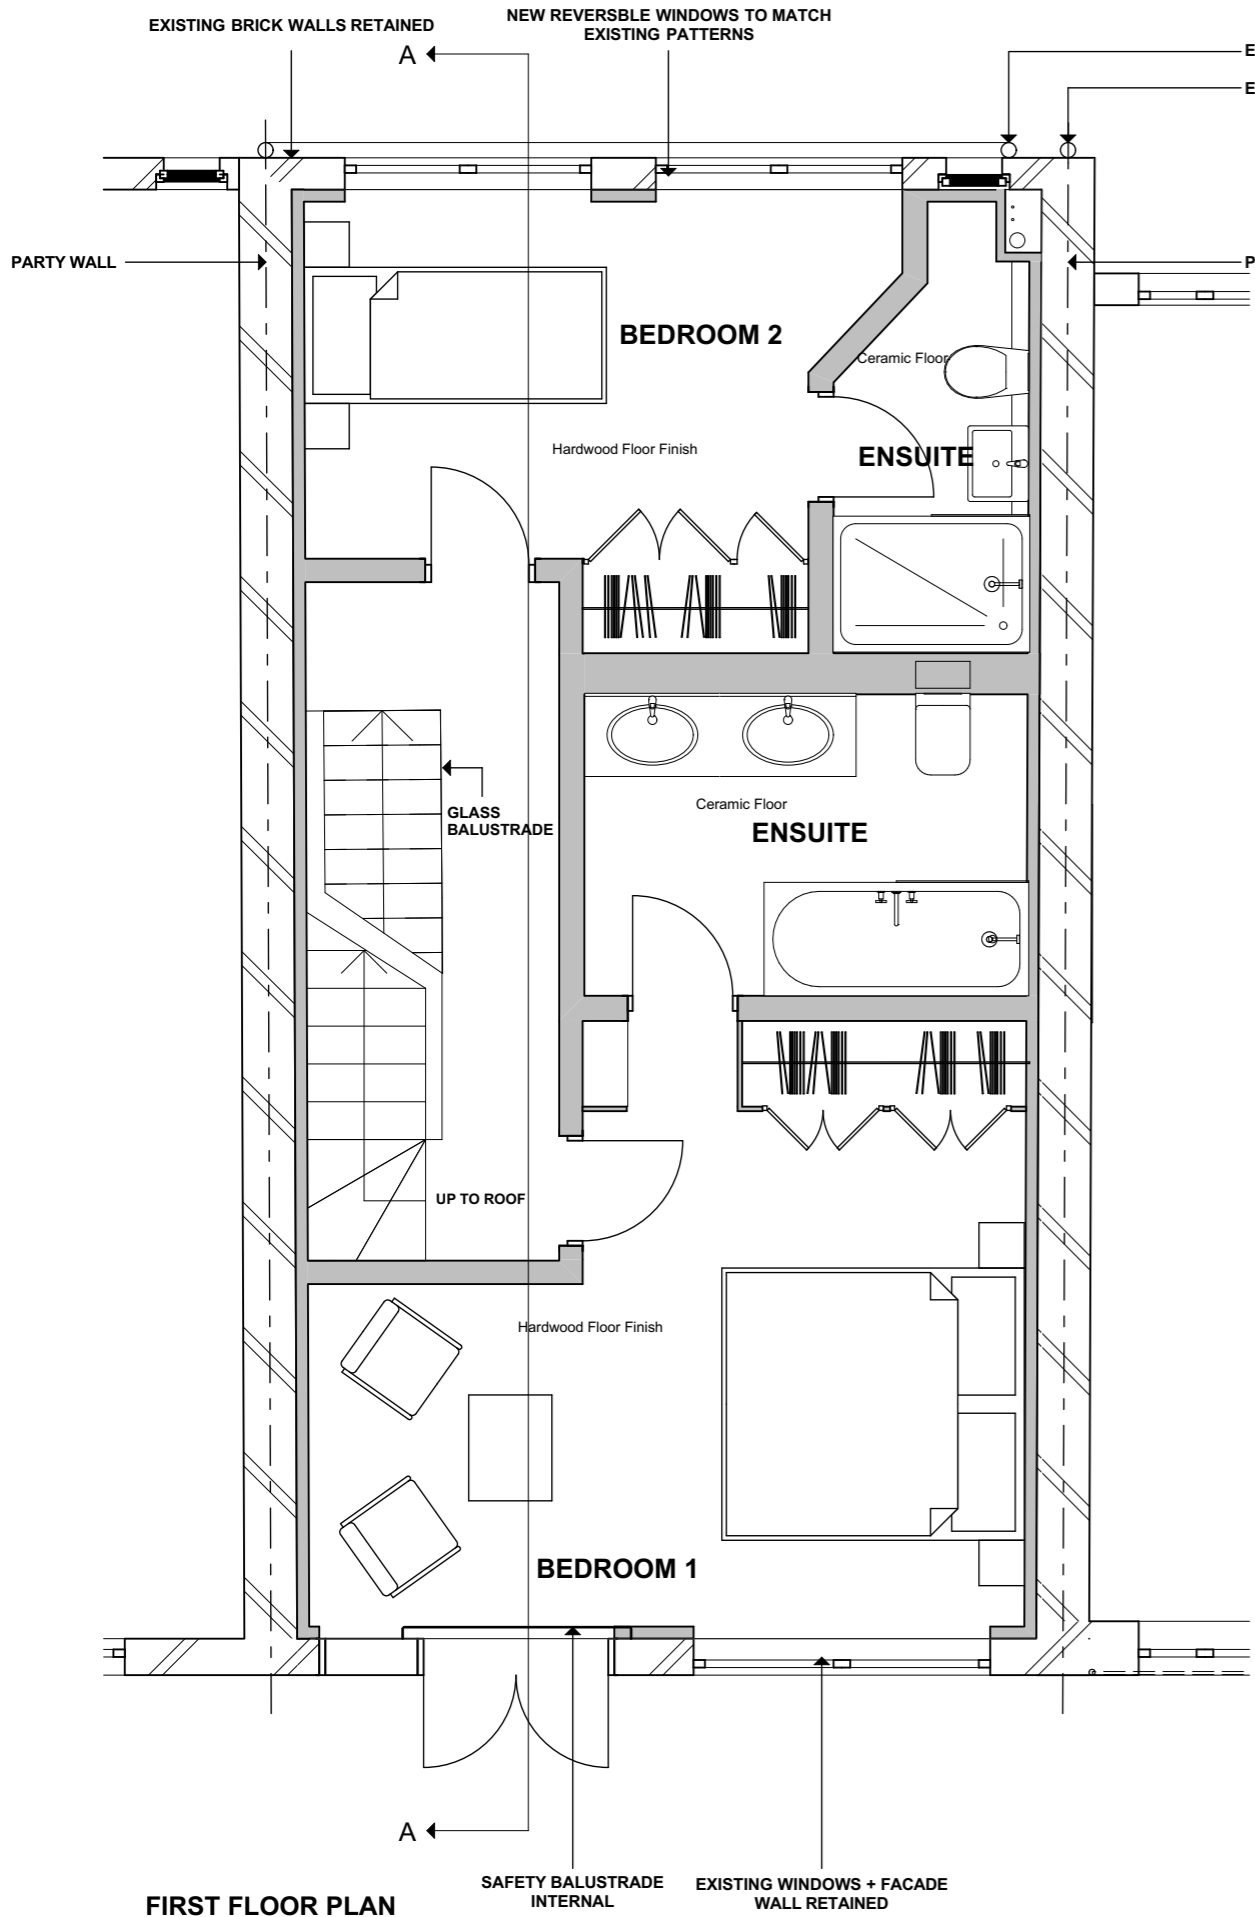 EXISTING BRICK WALLS RETAINED
A
NEW REVERSBLE WINDOWS TO MATCH
EXISTING PATTERNS
E
E
PARTY WALL
P
BEDROOM 2
Ceramic Floor
Hardwood Floor Finish
ENSUITE
GLASS
BALUSTRADE
Ceramic Floor
ENSUITE
UP TO ROOF
Hardwood Floor Finish
BEDROOM 1
A
SAFETY BALUSTRADE
INTERNAL
EXISTING WINDOWS + FACADE
WALL RETAINED
FIRST FLOOR PLAN